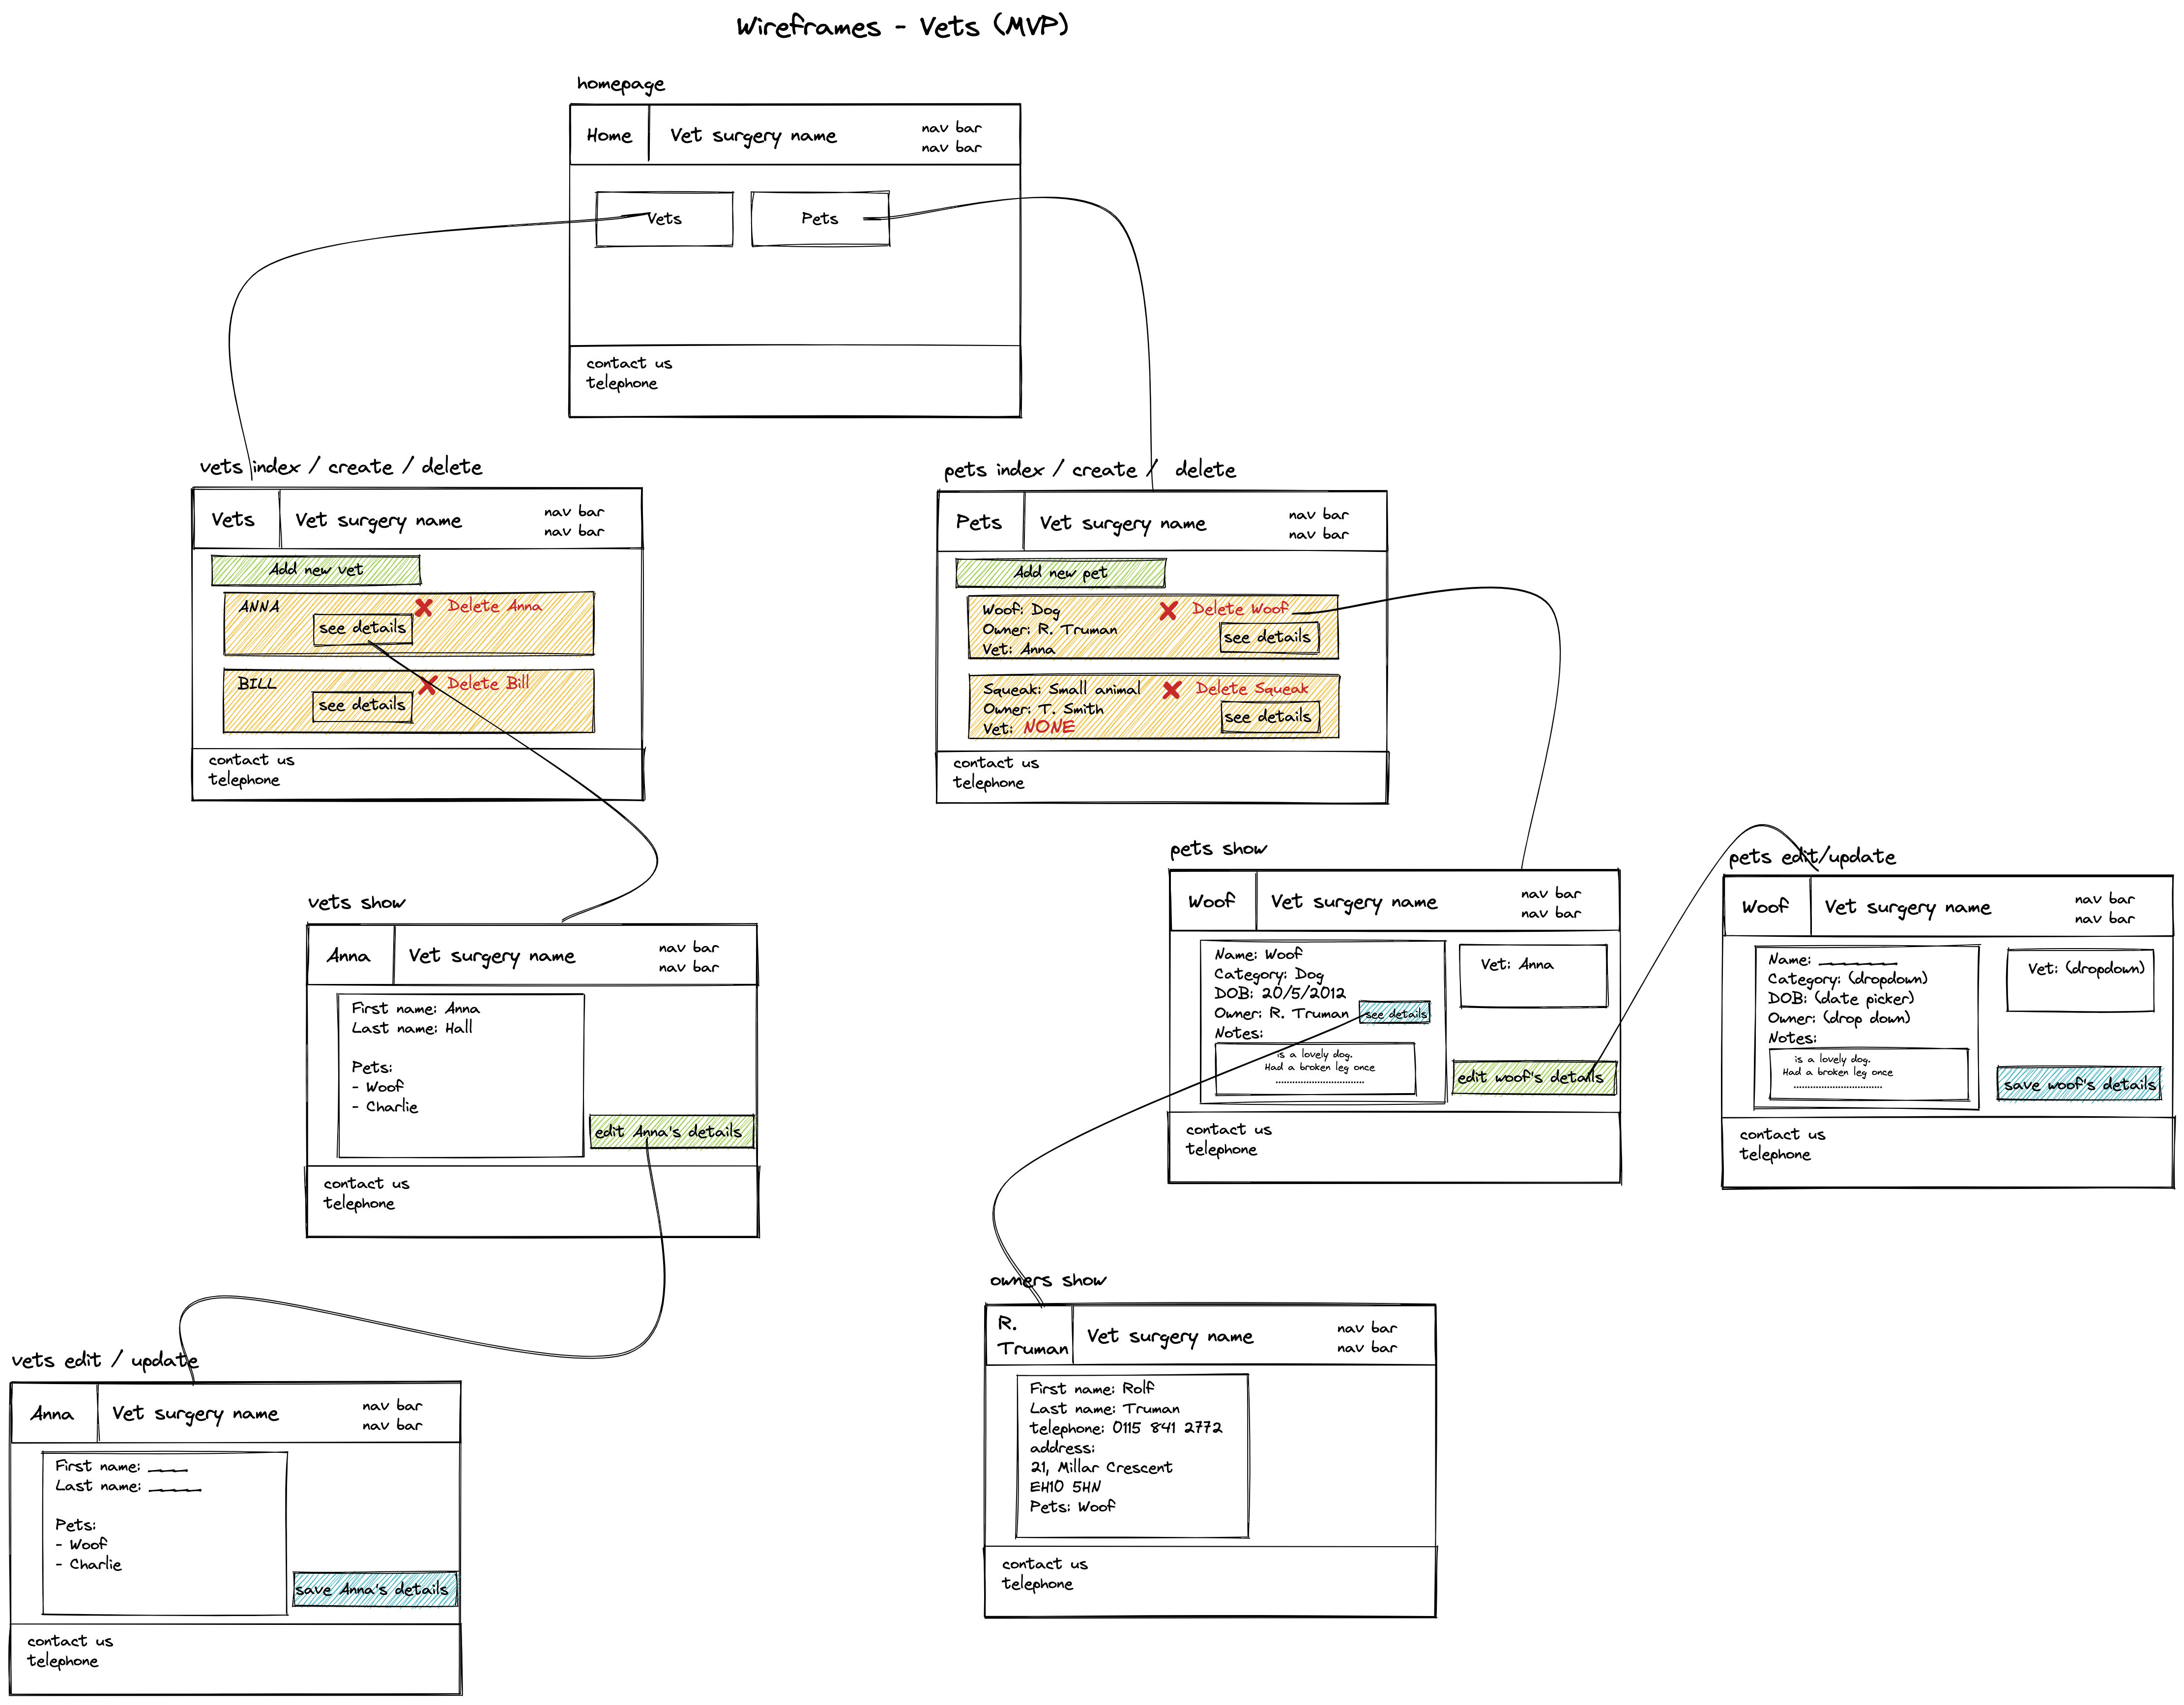 Wireframes - Vets (MVP)
homepage
Home
Vet surgery name
nav bar
nav bar
Vets
Pets
contact us
telephone
vets index / create / delete
Vets
Vet surgery name
nav bar
nav bar
Add new vet
ANNA
❌ Delete Anna
see details
BILL
❌ Delete Bill
see details
contact us
telephone
pets index / create / delete
Pets
Vet surgery name
nav bar
nav bar
Add new pet
Woof: Dog
Owner: R. Truman
Vet: Anna
❌ Delete Woof
see details
Squeak: Small animal
Owner: T. Smith
Vet: NONE
❌ Delete Squeak
see details
contact us
telephone
vets show
Anna
Vet surgery name
nav bar
nav bar
First name: Anna
Last name: Hall
Pets:
- Woof
- Charlie
edit Anna's details
contact us
telephone
pets show
Woof
Vet surgery name
nav bar
nav bar
Name: Woof
Category: Dog
DOB: 20/5/2012
Owner: R. Truman
see details
Notes:
is a lovely dog.
Had a broken leg once
................................
Vet: Anna
edit woof's details
contact us
telephone
pets edit/update
Woof
Vet surgery name
nav bar
nav bar
Name:
Category: (dropdown)
DOB: (date picker)
Owner: (drop down)
Notes:
is a lovely dog.
Had a broken leg once
................................
Vet: (dropdown)
save woof's details
contact us
telephone
owners show
R.
Truman
Vet surgery name
nav bar
nav bar
First name: Rolf
Last name: Truman
telephone: 0115 841 2772
address:
21, Millar Crescent
EH10 5HN
Pets: Woof
contact us
telephone
vets edit / update
Anna
Vet surgery name
nav bar
nav bar
First name:
Last name:
Pets:
- Woof
- Charlie
save Anna's details
contact us
telephone